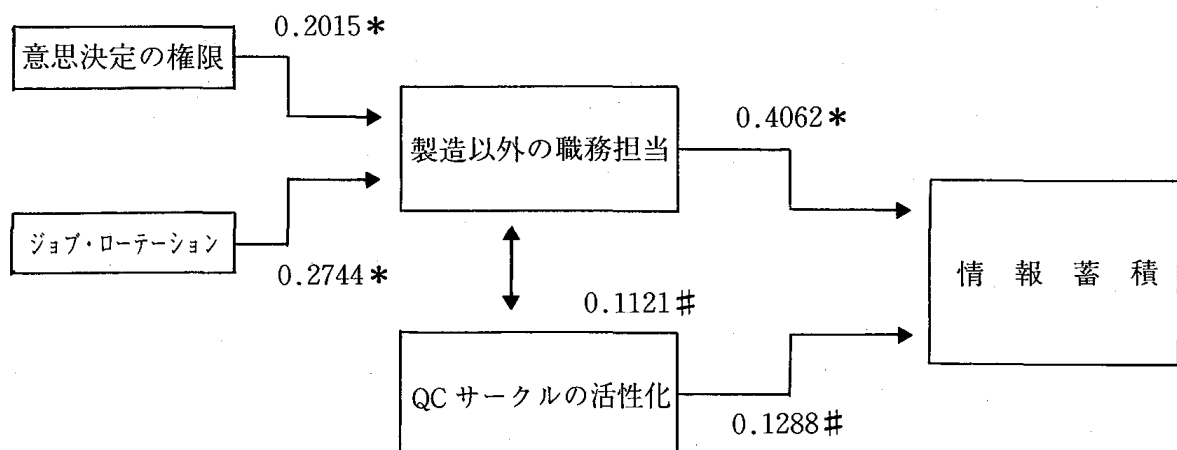 0.2015*
意思決定の権限
0.4062*
製造以外の職務担当
ジョブ・ローテーション
0.2744*
情報蓄積
0.1121#
QCサークルの活性化
0.1288#